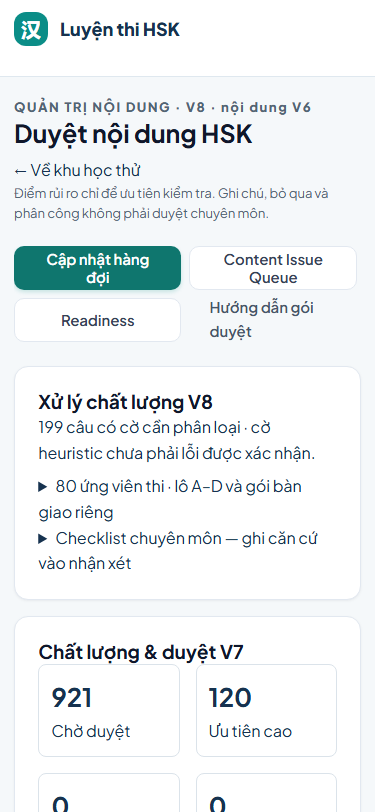 汉 Luyện thi HSK
QUẢN TRỊ NỘI DUNG · V8 · nội dung V6
Duyệt nội dung HSK
← Về khu học thử
Điểm rủi ro chỉ để ưu tiên kiểm tra. Ghi chú, bỏ qua và
phân công không phải duyệt chuyên môn.
Cập nhật hàng
đợi
Content Issue
Queue
Readiness
Hướng dẫn gói
duyệt
Xử lý chất lượng V8
199 câu có cờ cần phân loại · cờ
heuristic chưa phải lỗi được xác nhận.
▶ 80 ứng viên thi · lô A–D và gói bàn
giao riêng
▶ Checklist chuyên môn — ghi căn cứ
vào nhận xét
Chất lượng & duyệt V7
921
Chờ duyệt
120
Ưu tiên cao
0
0